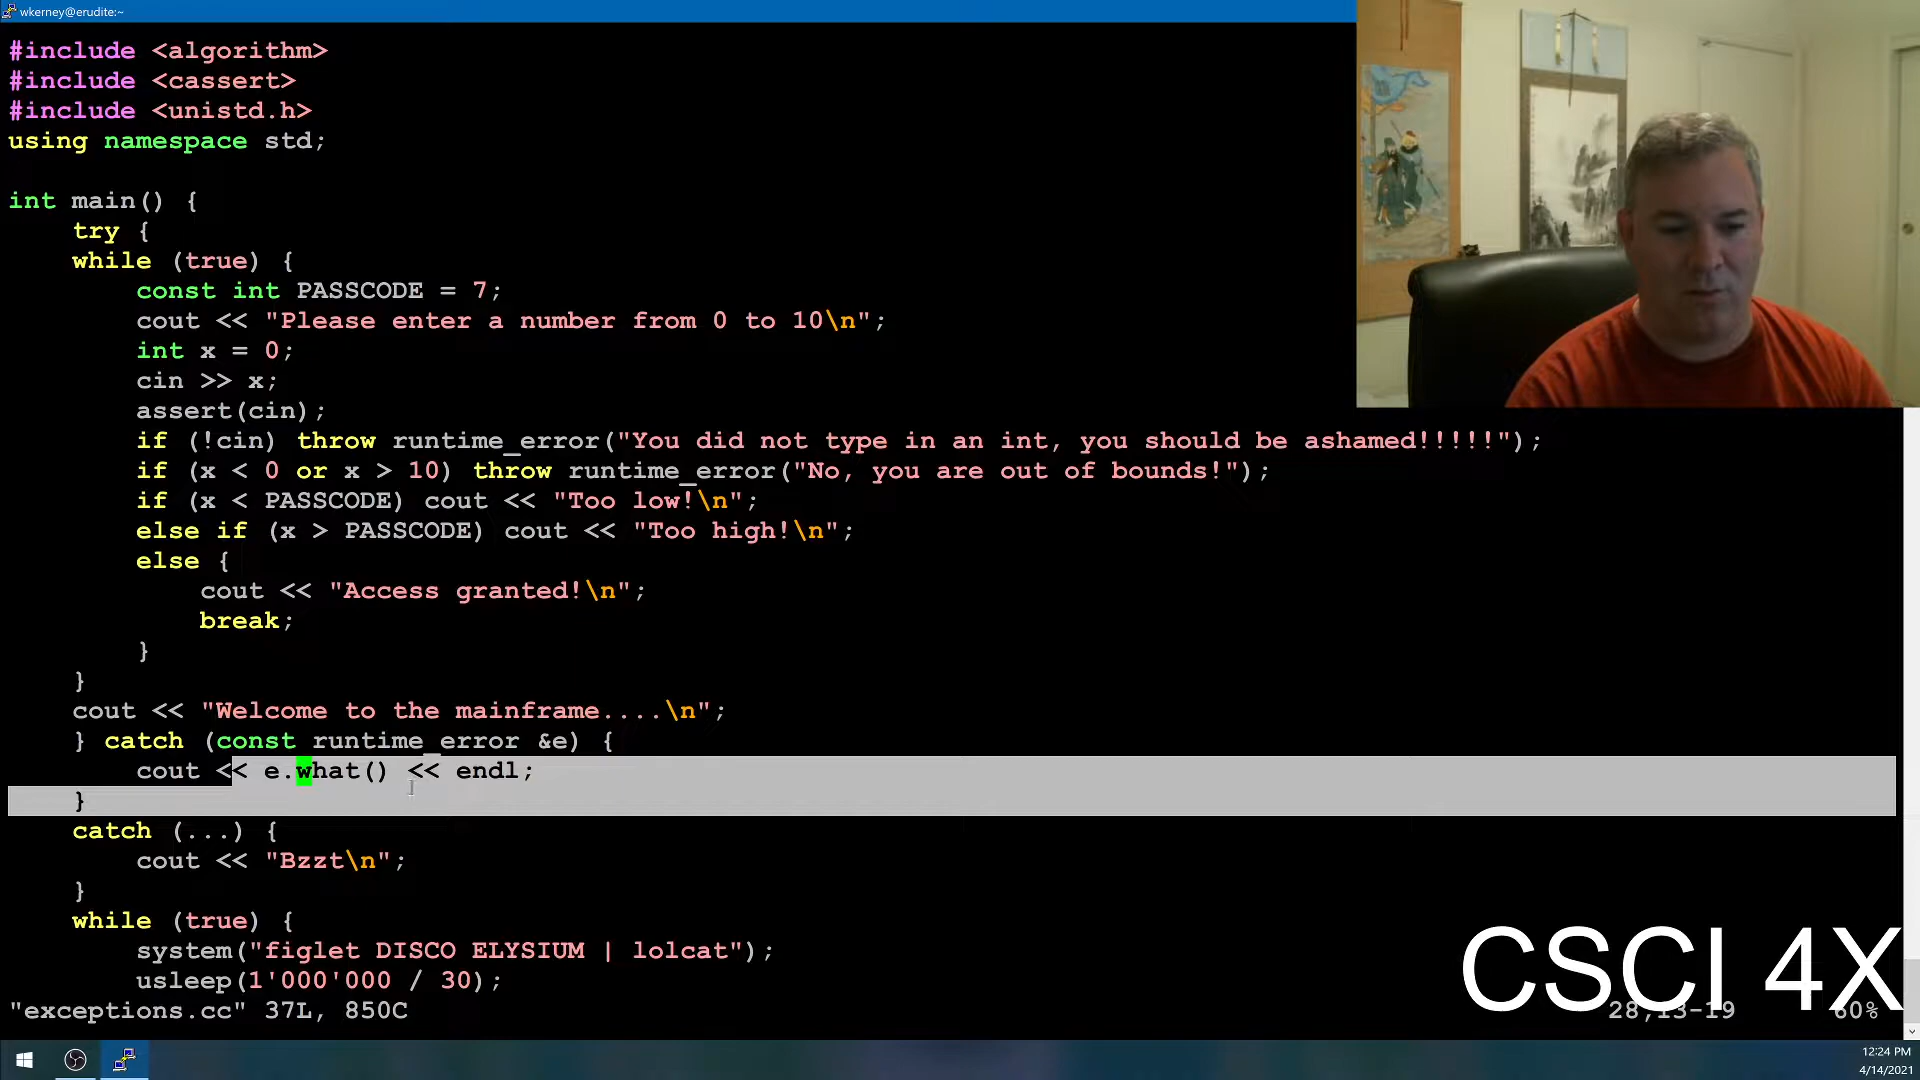 wkerney@erudite:~
#include <algorithm>
#include <cassert>
#include <unistd.h>
using namespace std;
int main() {
try {
while (true) {
const int PASSCODE = 7;
cout << "Please enter a number from 0 to 10\n";
int x = 0;
cin >> x;
assert(cin);
if (!cin) throw runtime_error("You did not type in an int, you should be ashamed!!!!!");
if (x < 0 or x > 10) throw runtime_error("No, you are out of bounds!");
if (x < PASSCODE) cout << "Too low!\n";
else if (x > PASSCODE) cout << "Too high!\n";
else {
cout << "Access granted!\n";
break;
}
}
cout << "Welcome to the mainframe....\n";
} catch (const runtime_error &e) {
cout << e.what() << endl;
}
catch (...) {
cout << "Bzzt\n";
}
while (true) {
system("figlet DISCO ELYSIUM | lolcat");
usleep(1'000'000 / 30);
"exceptions.cc" 37L, 850C
28,13-19
60%
CSCI 4X
12:24 PM
4/14/2021